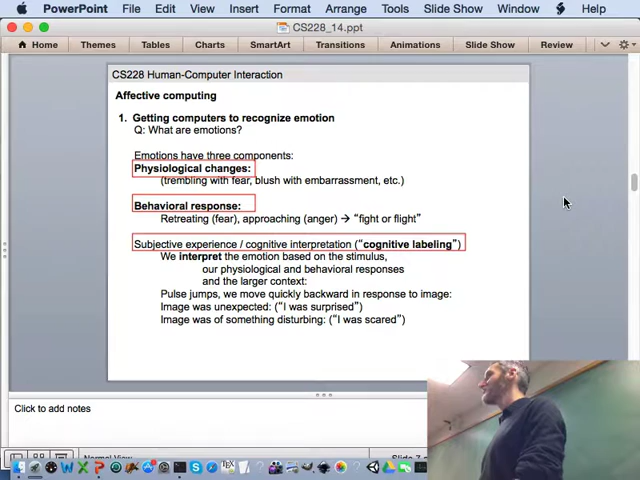 PowerPoint File Edit View Insert Format Arrange Tools Slide Show Window Help
CS228_14.ppt
Home Themes Tables Charts SmartArt Transitions Animations Slide Show Review
CS228 Human-Computer Interaction
Affective computing
1. Getting computers to recognize emotion
Q: What are emotions?
Emotions have three components:
Physiological changes:
(trembling with fear, blush with embarrassment, etc.)
Behavioral response:
Retreating (fear), approaching (anger) → “fight or flight”
Subjective experience / cognitive interpretation (“cognitive labeling”)
We interpret the emotion based on the stimulus,
our physiological and behavioral responses
and the larger context:
Pulse jumps, we move quickly backward in response to image:
Image was unexpected: (“I was surprised”)
Image was of something disturbing: (“I was scared”)
Click to add notes
Normal View